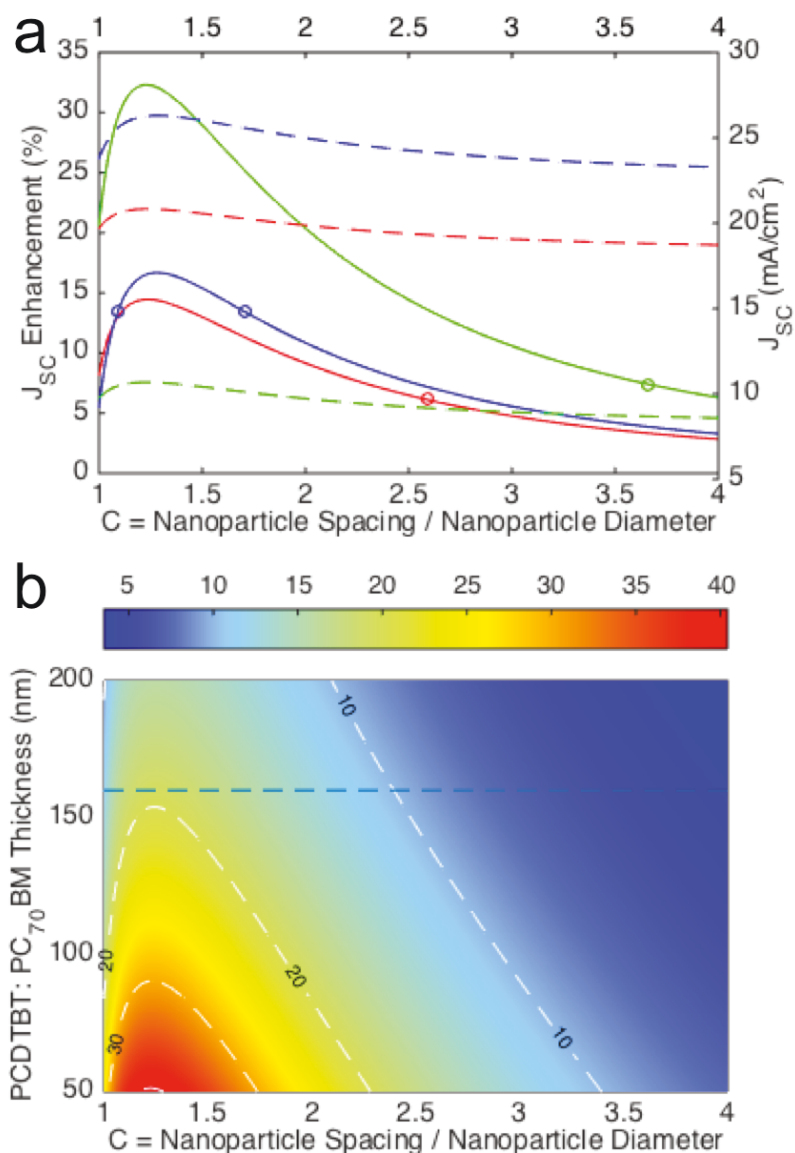 a
1 1.5 2 2.5 3 3.5 4
35 30 25 20 15 10 5 0
J_SC Enhancement (%)
30 25 20 15 10 5
J_SC (mA/cm²)
1 1.5 2 2.5 3 3.5 4
C = Nanoparticle Spacing / Nanoparticle Diameter
b
5 10 15 20 25 30 35 40
200 150 100 50
PCDTBT: PC₇₀BM Thickness (nm)
10
20
20
30
10
1 1.5 2 2.5 3 3.5 4
C = Nanoparticle Spacing / Nanoparticle Diameter